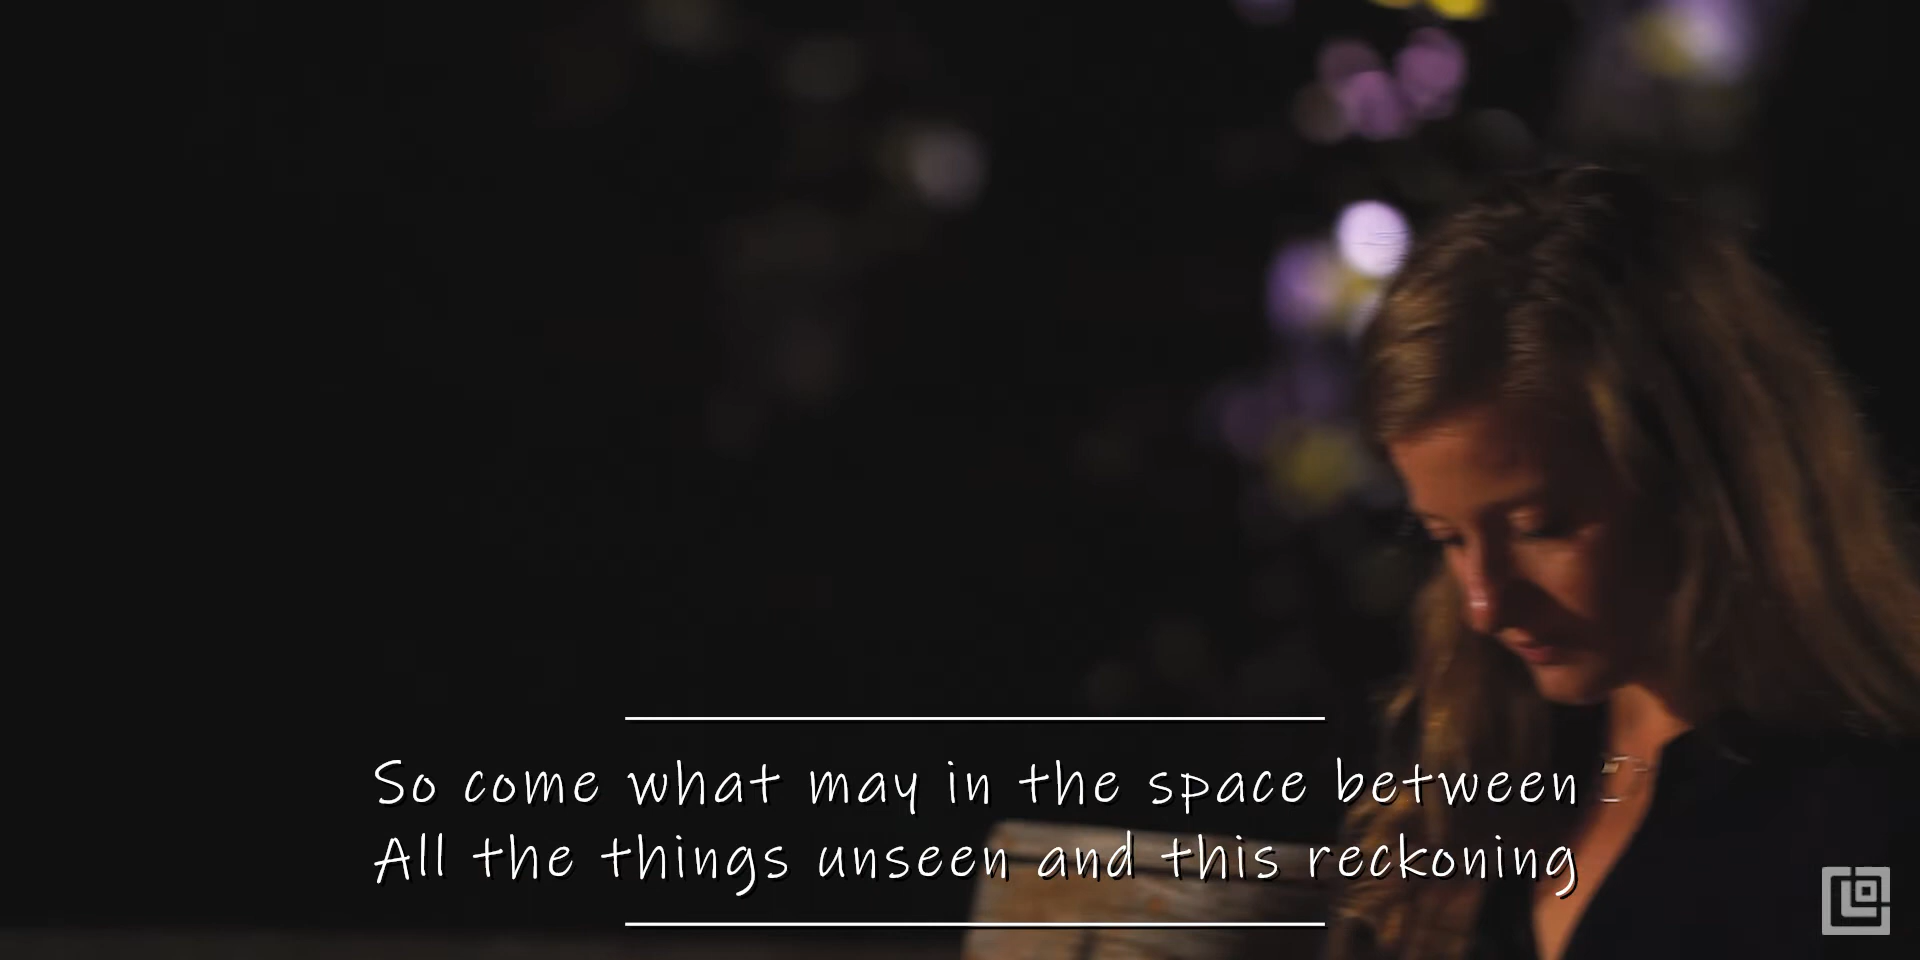 So come what may in the space between
All the things unseen and this reckoning